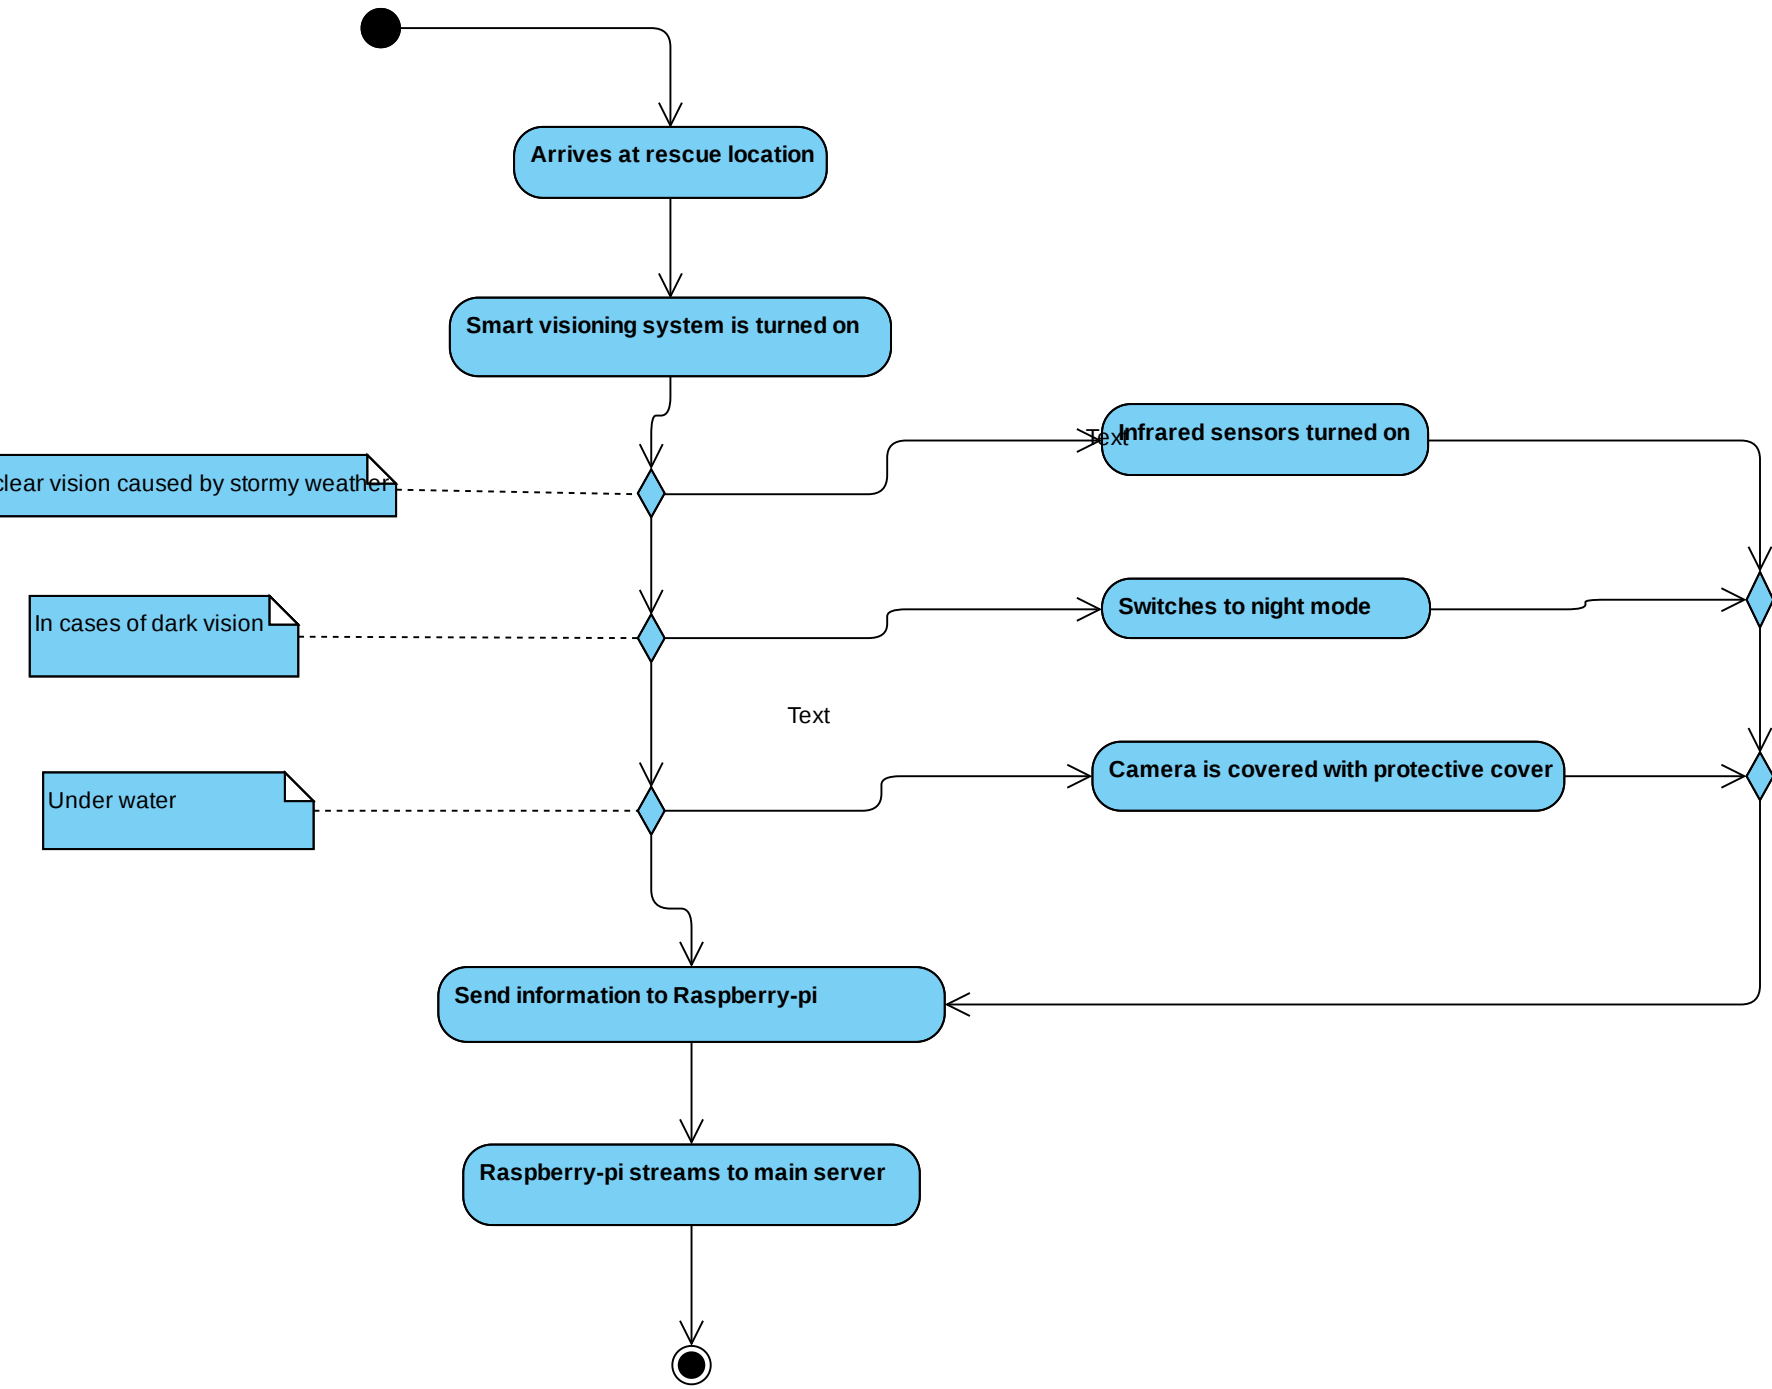 Arrives at rescue location
Smart visioning system is turned on
Text
Infrared sensors turned on
clear vision caused by stormy weather
Switches to night mode
In cases of dark vision
Text
Camera is covered with protective cover
Under water
Send information to Raspberry-pi
Raspberry-pi streams to main server